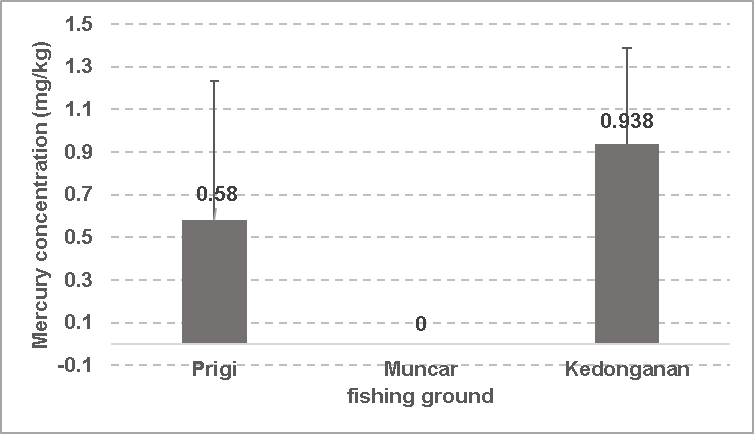 Mercury concentration (mg/kg)
1.5
1.3
1.1
0.9
0.7
0.5
0.3
0.1
-0.1
0.58
0
0.938
Prigi
Muncar
Kedonganan
fishing ground